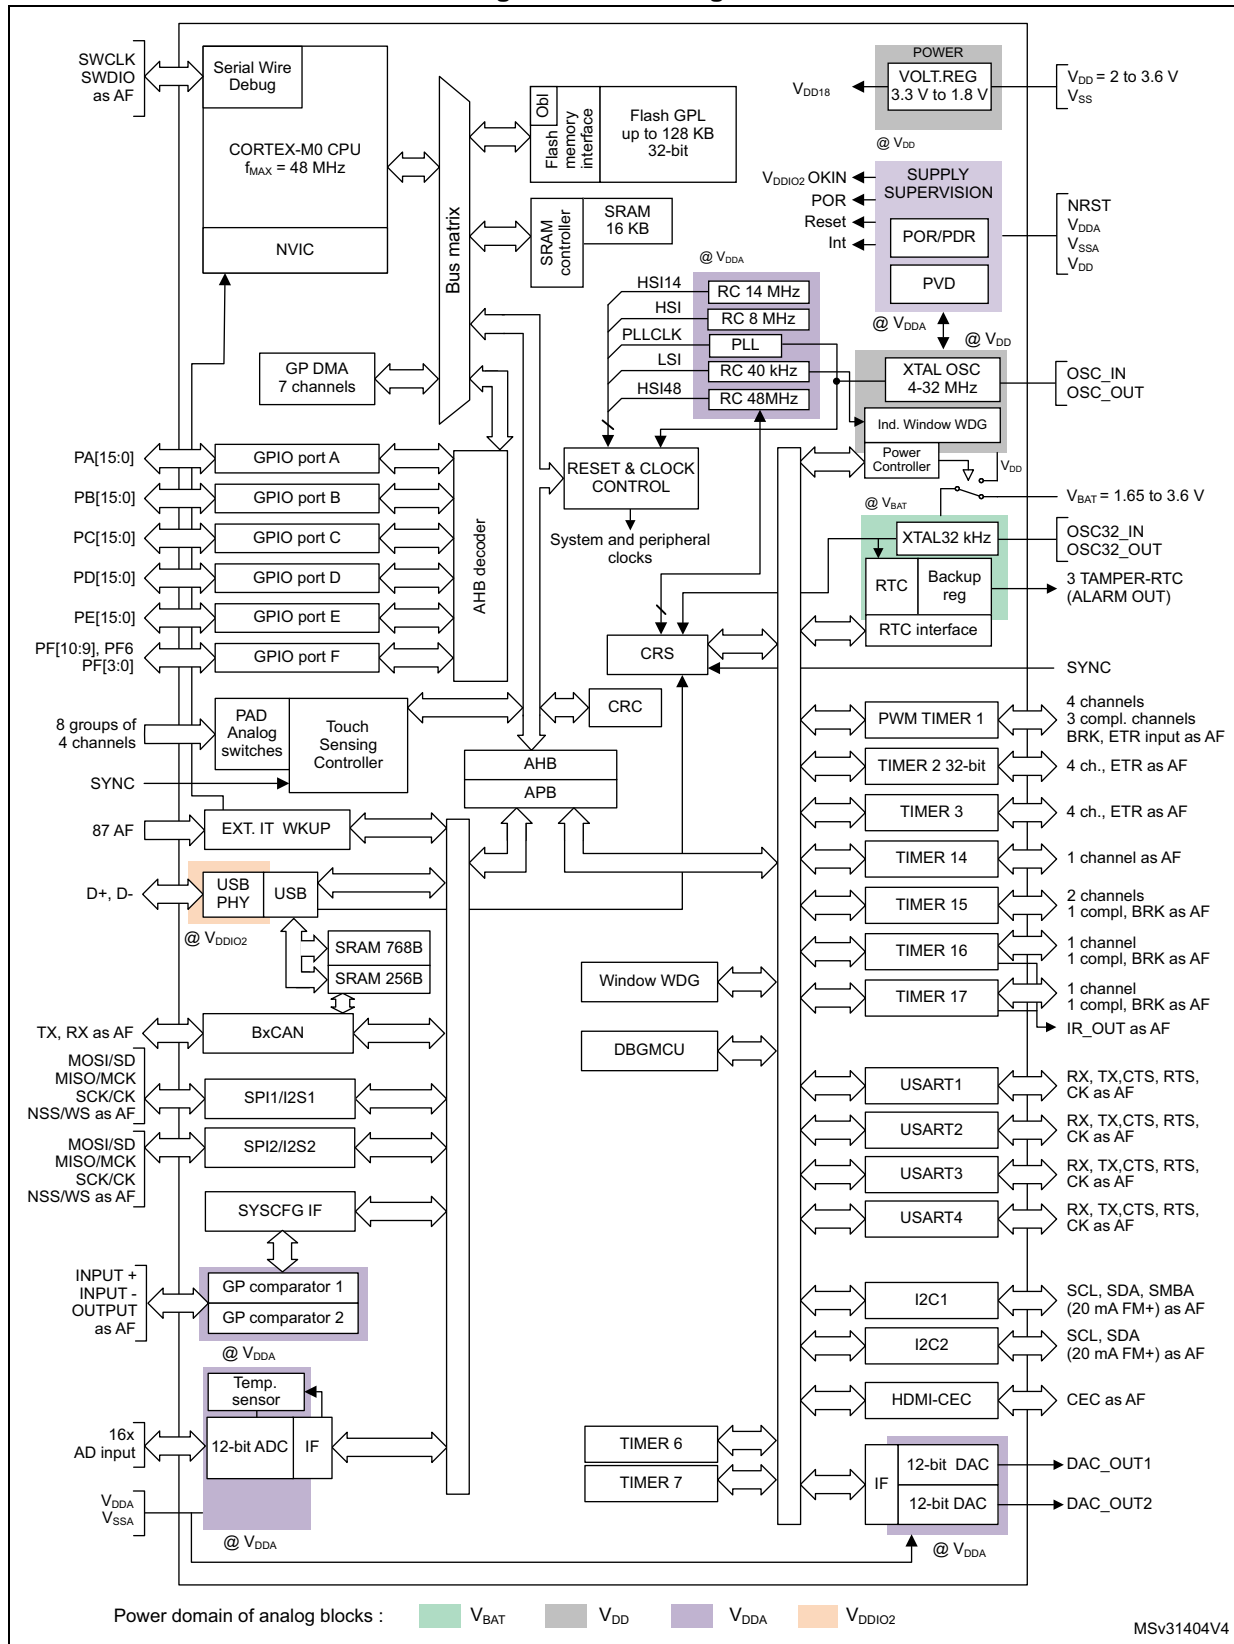 SWCLK
SWDIO
as AF
Serial Wire
Debug
CORTEX-M0 CPU
fMAX = 48 MHz
NVIC
Bus matrix
Obl
Flash
memory
interface
Flash GPL
up to 128 KB
32-bit
SRAM
controller
SRAM
16 KB
POWER
VOLT.REG
3.3 V to 1.8 V
VDD18
VDD = 2 to 3.6 V
VSS
@ VDD
VDDIO2 OKIN
POR
Reset
Int
SUPPLY
SUPERVISION
POR/PDR
PVD
NRST
VDDA
VSSA
VDD
@ VDDA
@ VDD
@ VDDA
HSI14
HSI
PLLCLK
LSI
HSI48
RC 14 MHz
RC 8 MHz
PLL
RC 40 kHz
RC 48MHz
XTAL OSC
4-32 MHz
OSC_IN
OSC_OUT
Ind. Window WDG
Power
Controller
VDD
VBAT = 1.65 to 3.6 V
@ VBAT
GP DMA
7 channels
PA[15:0]
GPIO port A
PB[15:0]
GPIO port B
PC[15:0]
GPIO port C
PD[15:0]
GPIO port D
PE[15:0]
GPIO port E
PF[10:9], PF6
PF[3:0]
GPIO port F
AHB decoder
RESET & CLOCK
CONTROL
System and peripheral
clocks
XTAL32 kHz
OSC32_IN
OSC32_OUT
RTC
Backup
reg
3 TAMPER-RTC
(ALARM OUT)
RTC interface
CRS
SYNC
8 groups of
4 channels
PAD
Analog
switches
Touch
Sensing
Controller
SYNC
CRC
AHB
APB
87 AF
EXT. IT WKUP
D+, D-
USB
PHY
USB
@ VDDIO2
SRAM 768B
SRAM 256B
TX, RX as AF
BxCAN
MOSI/SD
MISO/MCK
SCK/CK
NSS/WS as AF
SPI1/I2S1
MOSI/SD
MISO/MCK
SCK/CK
NSS/WS as AF
SPI2/I2S2
SYSCFG IF
INPUT +
INPUT -
OUTPUT
as AF
GP comparator 1
GP comparator 2
@ VDDA
Temp.
sensor
16x
AD input
12-bit ADC
IF
VDDA
VSSA
@ VDDA
Window WDG
DBGMCU
TIMER 6
TIMER 7
PWM TIMER 1
4 channels
3 compl. channels
BRK, ETR input as AF
TIMER 2 32-bit
4 ch., ETR as AF
TIMER 3
4 ch., ETR as AF
TIMER 14
1 channel as AF
TIMER 15
2 channels
1 compl, BRK as AF
TIMER 16
1 channel
1 compl, BRK as AF
TIMER 17
1 channel
1 compl, BRK as AF
IR_OUT as AF
USART1
RX, TX,CTS, RTS,
CK as AF
USART2
RX, TX,CTS, RTS,
CK as AF
USART3
RX, TX,CTS, RTS,
CK as AF
USART4
RX, TX,CTS, RTS,
CK as AF
I2C1
SCL, SDA, SMBA
(20 mA FM+) as AF
I2C2
SCL, SDA
(20 mA FM+) as AF
HDMI-CEC
CEC as AF
IF
12-bit DAC
DAC_OUT1
12-bit DAC
DAC_OUT2
@ VDDA
Power domain of analog blocks :
VBAT
VDD
VDDA
VDDIO2
MSv31404V4